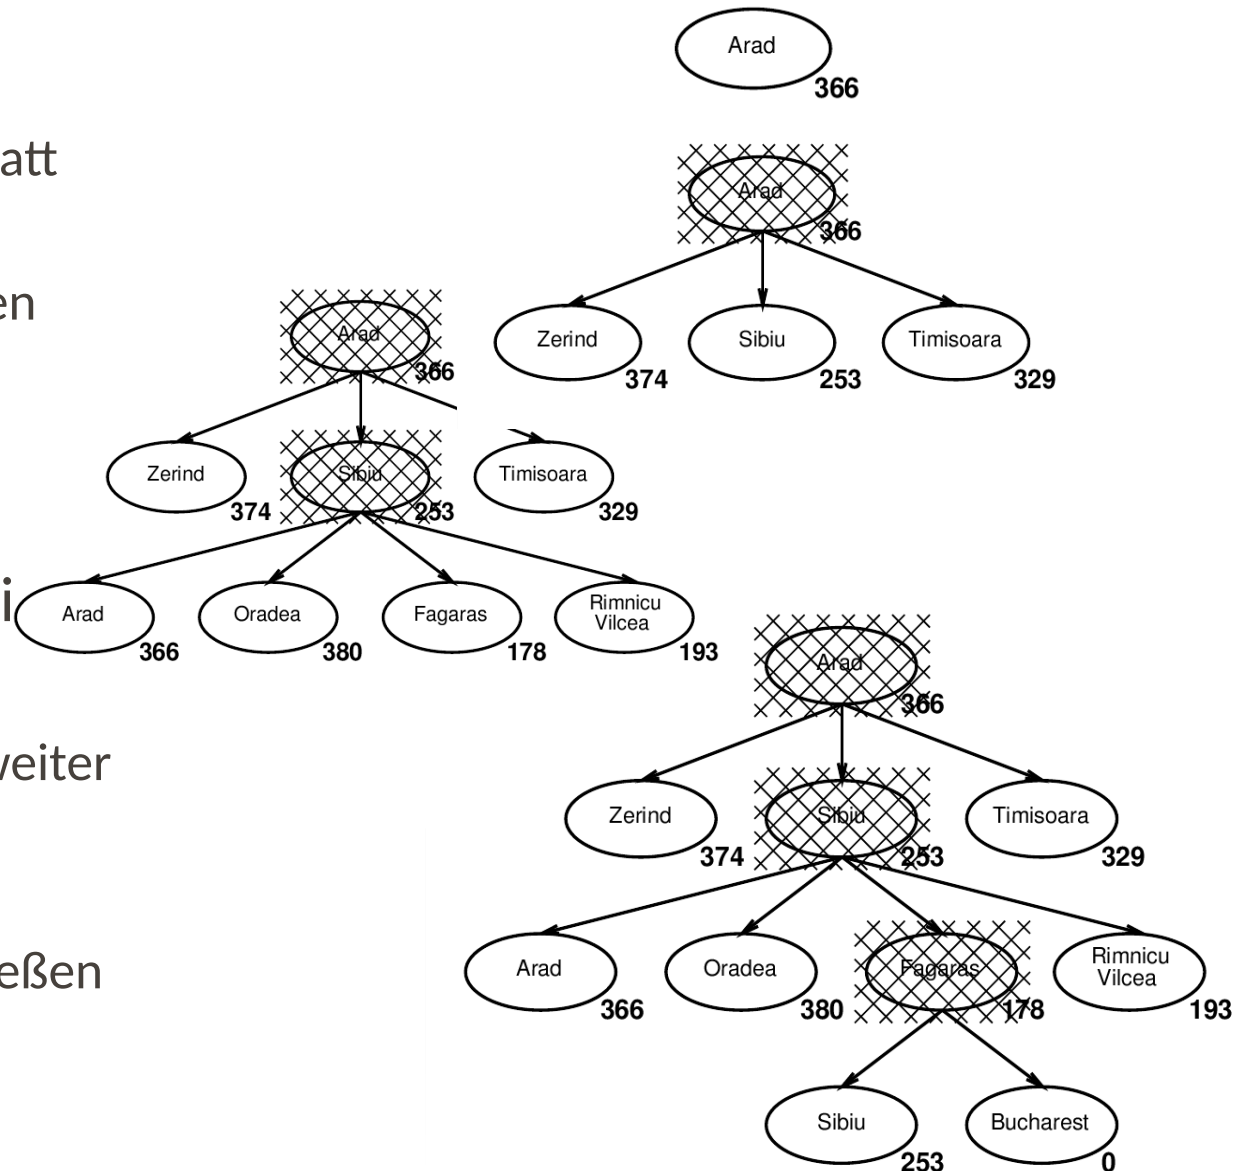 Arad
366
att
Arad
366
en
Zerind
374
Sibiu
253
Timisoara
329
Arad
366
Zerind
374
Sibiu
253
Timisoara
329
i
Arad
366
Oradea
380
Fagaras
178
Rimnicu
Vilcea
193
Arad
366
weiter
Zerind
374
Sibiu
253
Timisoara
329
eßen
Arad
366
Oradea
380
Fagaras
178
Rimnicu
Vilcea
193
Sibiu
253
Bucharest
0